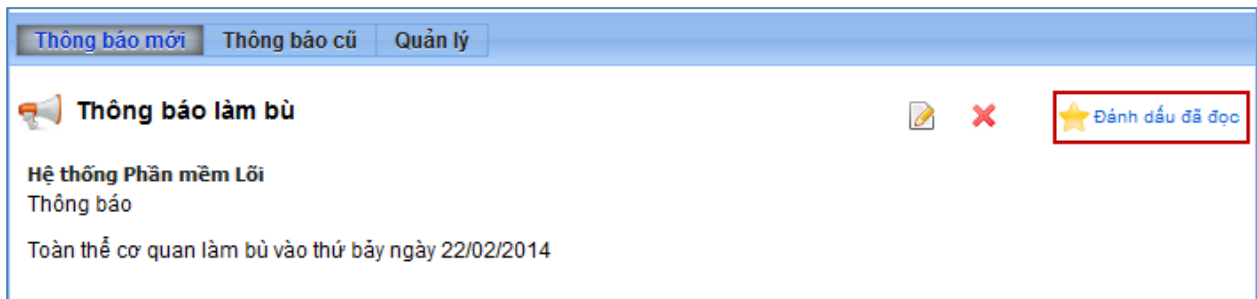 Thông báo mới Thông báo cũ Quản lý
Thông báo làm bù Đánh dấu đã đọc
Hệ thống Phần mềm Lõi
Thông báo
Toàn thể cơ quan làm bù vào thứ bảy ngày 22/02/2014